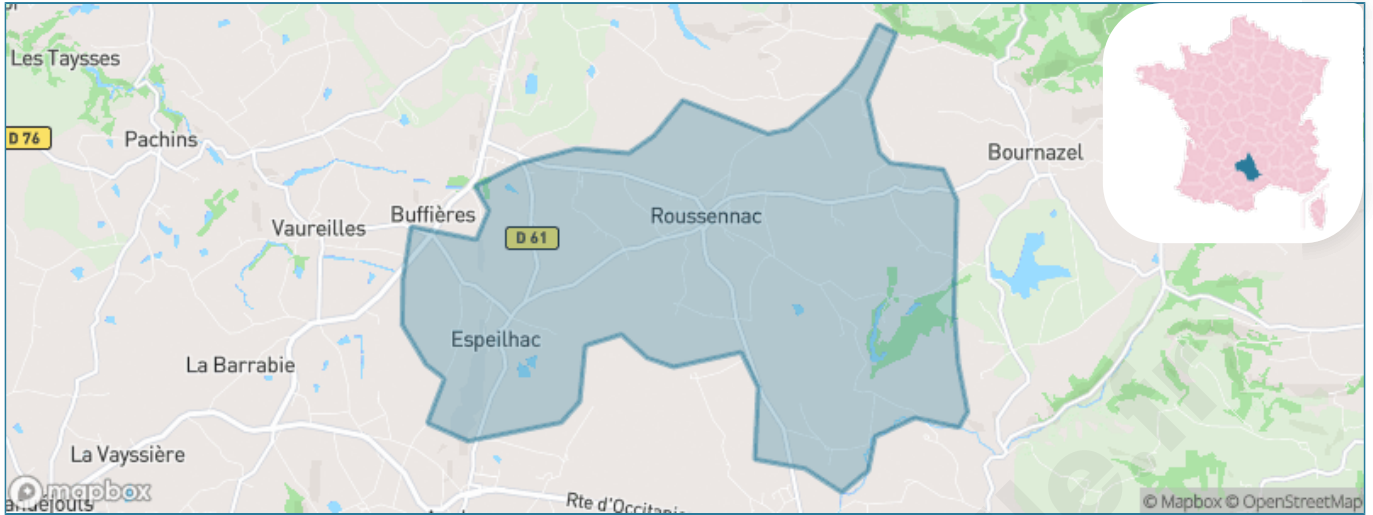 Les Taysses
D 76
Pachins
Bournazel
Buffières
Roussennac
Vaureilles
D 61
Espeilhac
La Barrabie
La Vayssière
mapbox
Rte d'Occitanie
© Mapbox © OpenStreetMap